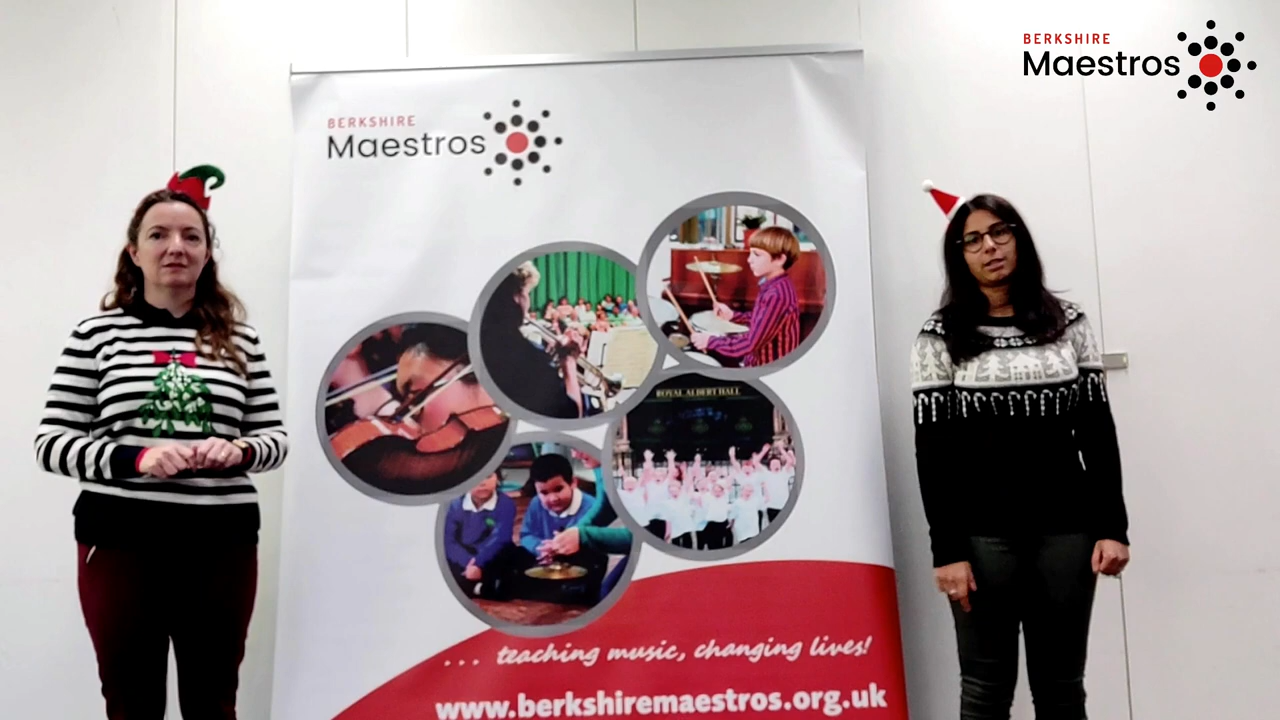 BERKSHIRE
Maestros
BERKSHIRE
Maestros
ROYAL ALBERT HALL
... teaching music, changing lives!
www.berkshiremaestros.org.uk